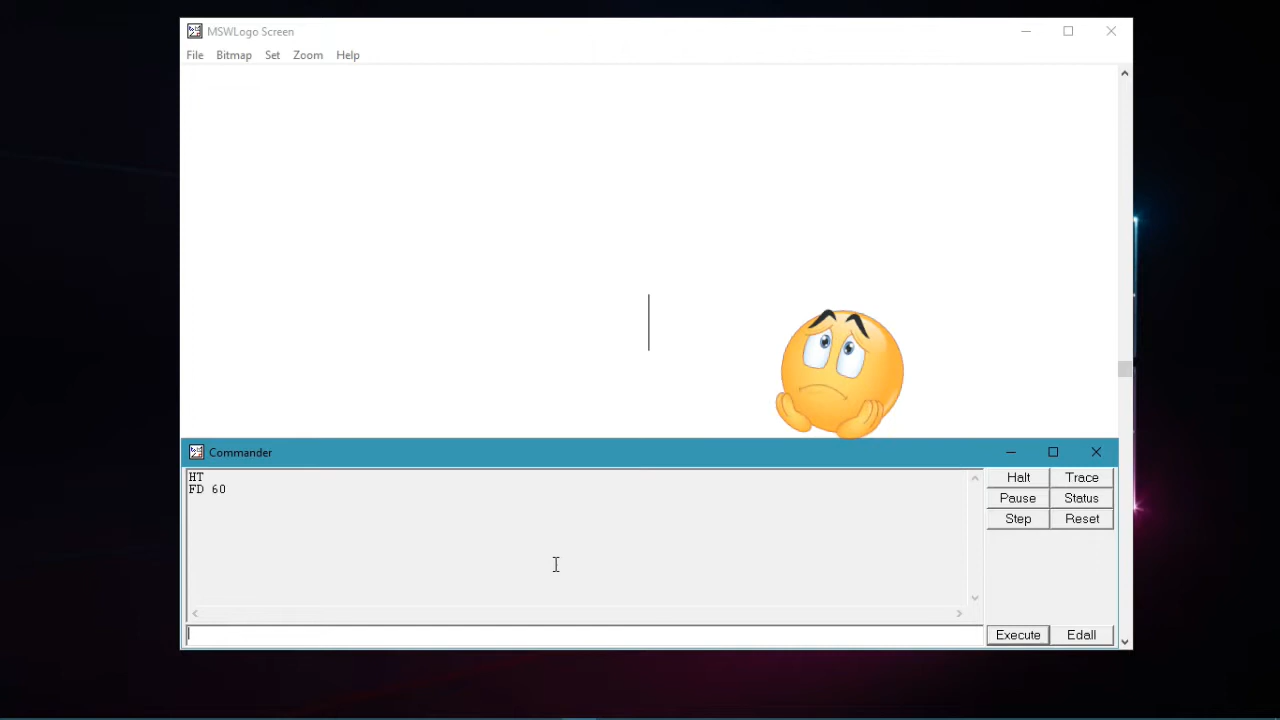 MSWLogo Screen
File Bitmap Set Zoom Help
Commander
HT
FD 60
Halt Trace
Pause Status
Step Reset
Execute Edall